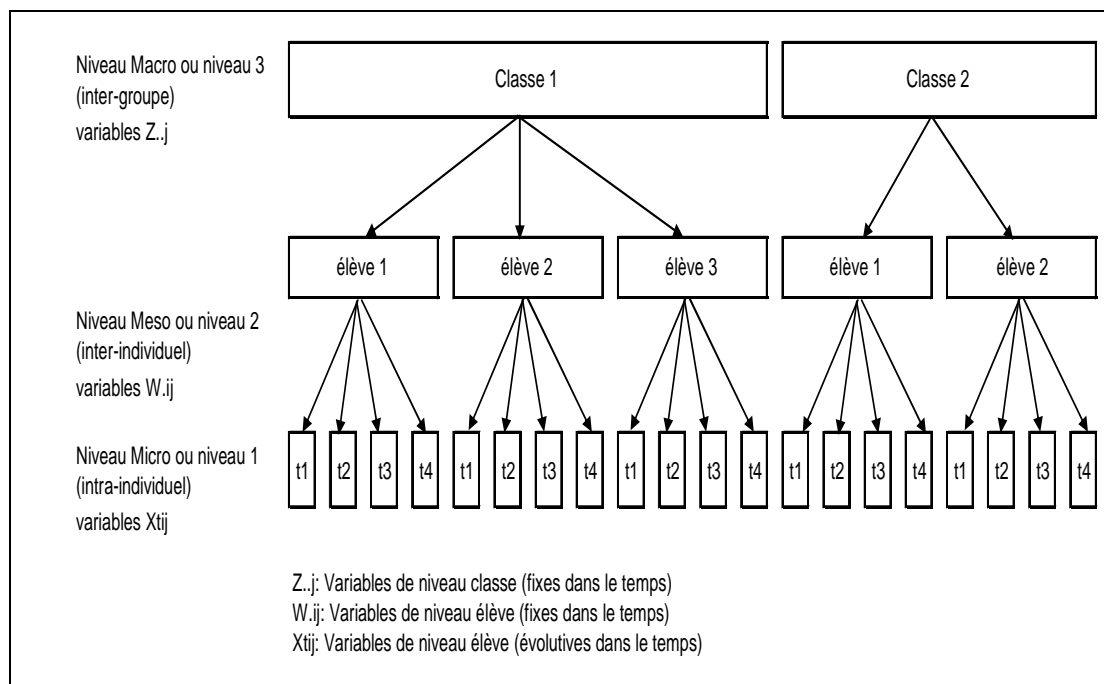 Niveau Macro ou niveau 3
(inter-groupe)
variables Z..j
Classe 1
Classe 2
élève 1
élève 2
élève 3
élève 1
élève 2
Niveau Meso ou niveau 2
(inter-individuel)
variables W.ij
Niveau Micro ou niveau 1
(intra-individuel)
variables Xtij
t1 t2 t3 t4 t1 t2 t3 t4 t1 t2 t3 t4 t1 t2 t3 t4 t1 t2 t3 t4
Z..j: Variables de niveau classe (fixes dans le temps)
W.ij: Variables de niveau élève (fixes dans le temps)
Xtij: Variables de niveau élève (évolutives dans le temps)